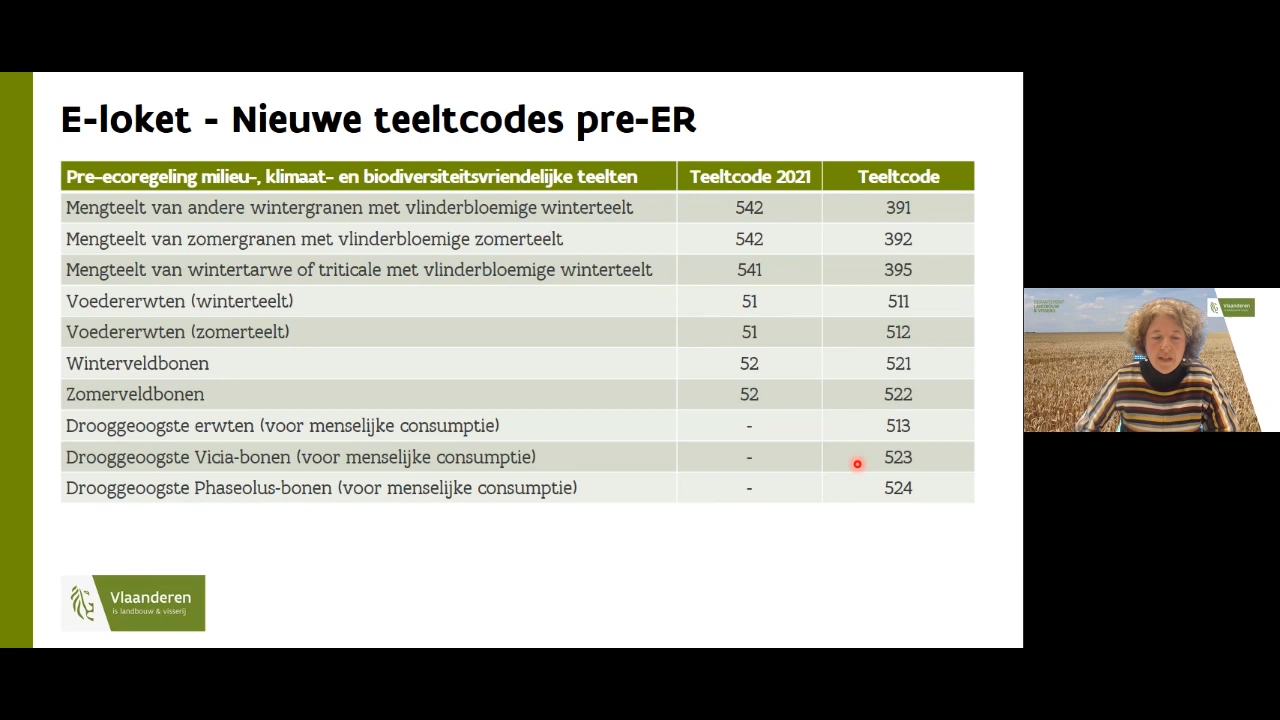 E-loket - Nieuwe teeltcodes pre-ER
Pre-ecoregeling milieu-, klimaat- en biodiversiteitsvriendelijke teelten Teeltcode 2021 Teeltcode
Mengteelt van andere wintergranen met vlinderbloemige winterteelt 542 391
Mengteelt van zomergranen met vlinderbloemige zomerteelt 542 392
Mengteelt van wintertarwe of triticale met vlinderbloemige winterteelt 541 395
Voedererwten (winterteelt) 51 511
Voedererwten (zomerteelt) 51 512
Winterveldbonen 52 521
Zomerveldbonen 52 522
Drooggeoogste erwten (voor menselijke consumptie) - 513
Drooggeoogste Vicia-bonen (voor menselijke consumptie) - 523
Drooggeoogste Phaseolus-bonen (voor menselijke consumptie) - 524
Vlaanderen
is landbouw & visserij
LANDBOUW
& VISSERIJ
Vlaanderen